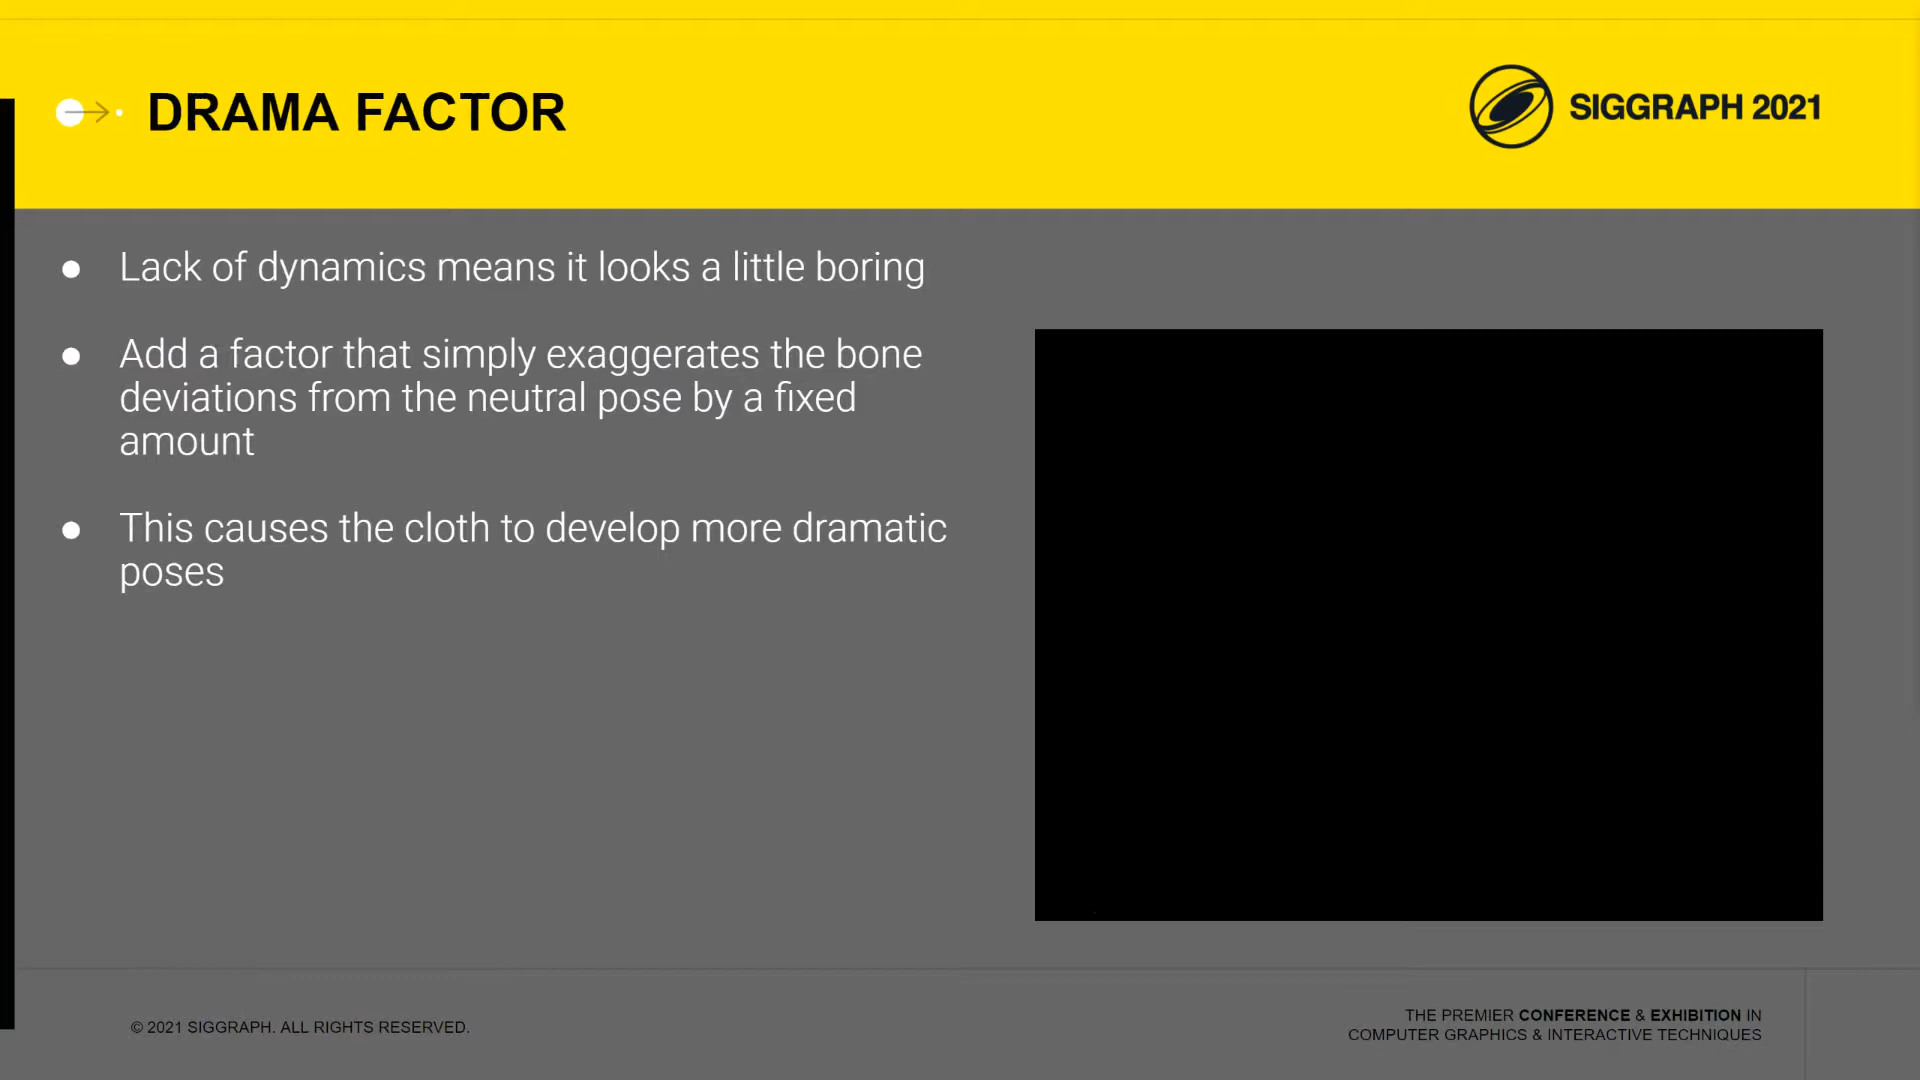 DRAMA FACTOR
SIGGRAPH 2021
● Lack of dynamics means it looks a little boring
● Add a factor that simply exaggerates the bone
deviations from the neutral pose by a fixed
amount
● This causes the cloth to develop more dramatic
poses
© 2021 SIGGRAPH. ALL RIGHTS RESERVED.
THE PREMIER CONFERENCE & EXHIBITION IN
COMPUTER GRAPHICS & INTERACTIVE TECHNIQUES